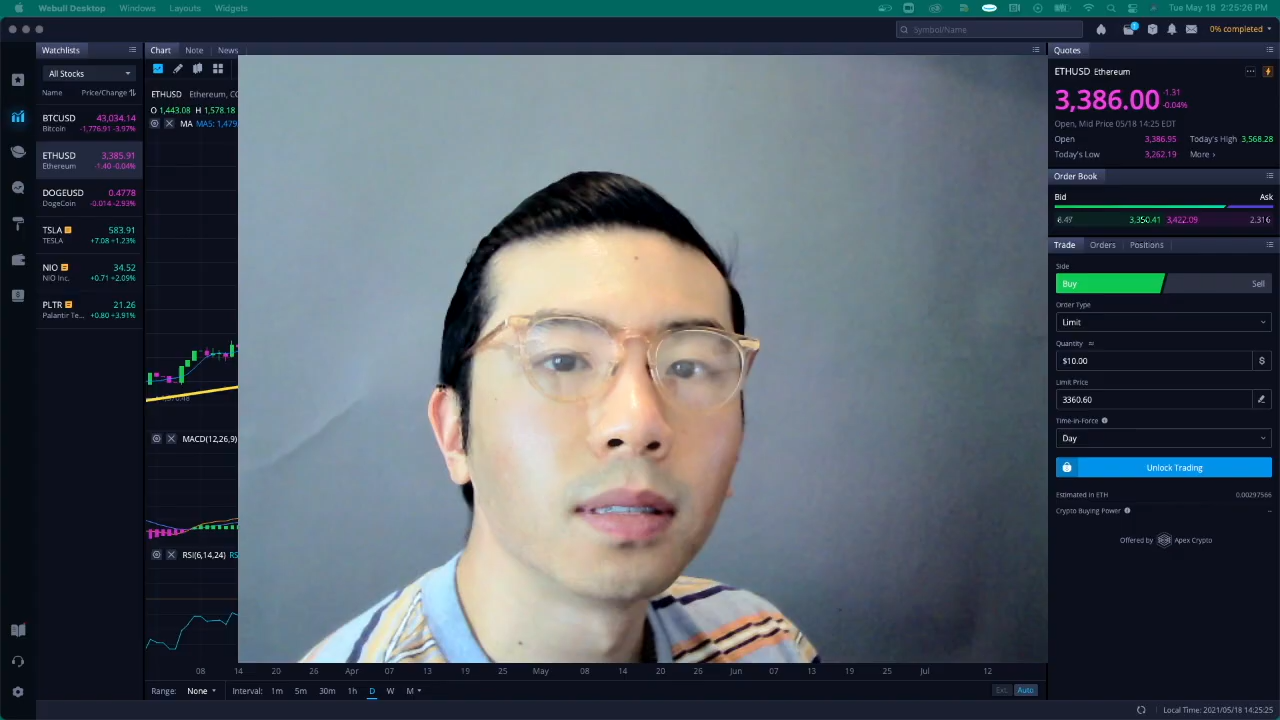 Webull Desktop Windows Layouts Widgets Tue May 18 2:25:26 PM
Symbol/Name 0% completed
Watchlists
All Stocks
Name Price/Change
BTCUSD 43,034.14
Bitcoin -1,776.91 -3.97%
ETHUSD 3,385.91
Ethereum -1.40 -0.04%
DOGEUSD 0.4778
DogeCoin -0.014 -2.93%
TSLA 583.91
TESLA +7.08 +1.23%
NIO 34.52
NIO Inc. +0.71 +2.09%
PLTR 21.26
Palantir Te... +0.80 +3.91%
Chart Note News
ETHUSD Ethereum, CC
O 1,443.08 H 1,578.18
MA MA5: 1,479
MACD(12,26,9)
RSI(6,14,24) RS
08 14 20 26 Apr 07 13 19 25 May 08 14 20 26 Jun 07 13 19 25 Jul 12
Range: None Interval: 1m 5m 30m 1h D W M
Ext. Auto
Quotes
ETHUSD Ethereum
3,386.00 -1.31
-0.04%
Open, Mid Price 05/18 14:25 EDT
Open 3,386.95 Today's High 3,568.28
Today's Low 3,262.19 More >
Order Book
Bid Ask
3,350.41 3,422.09 2.316
Trade Orders Positions
Side
Buy Sell
Order Type
Limit
Quantity
$10.00 $
Limit Price
3360.60
Time-in-Force
Day
Unlock Trading
Estimated in ETH 0.00297566
Crypto Buying Power --
Offered by Apex Crypto
Local Time: 2021/05/18 14:25:25